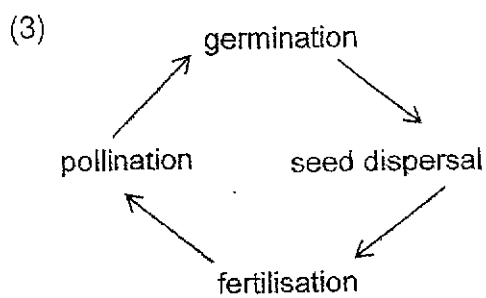 (3)
germination
pollination
seed dispersal
fertilisation